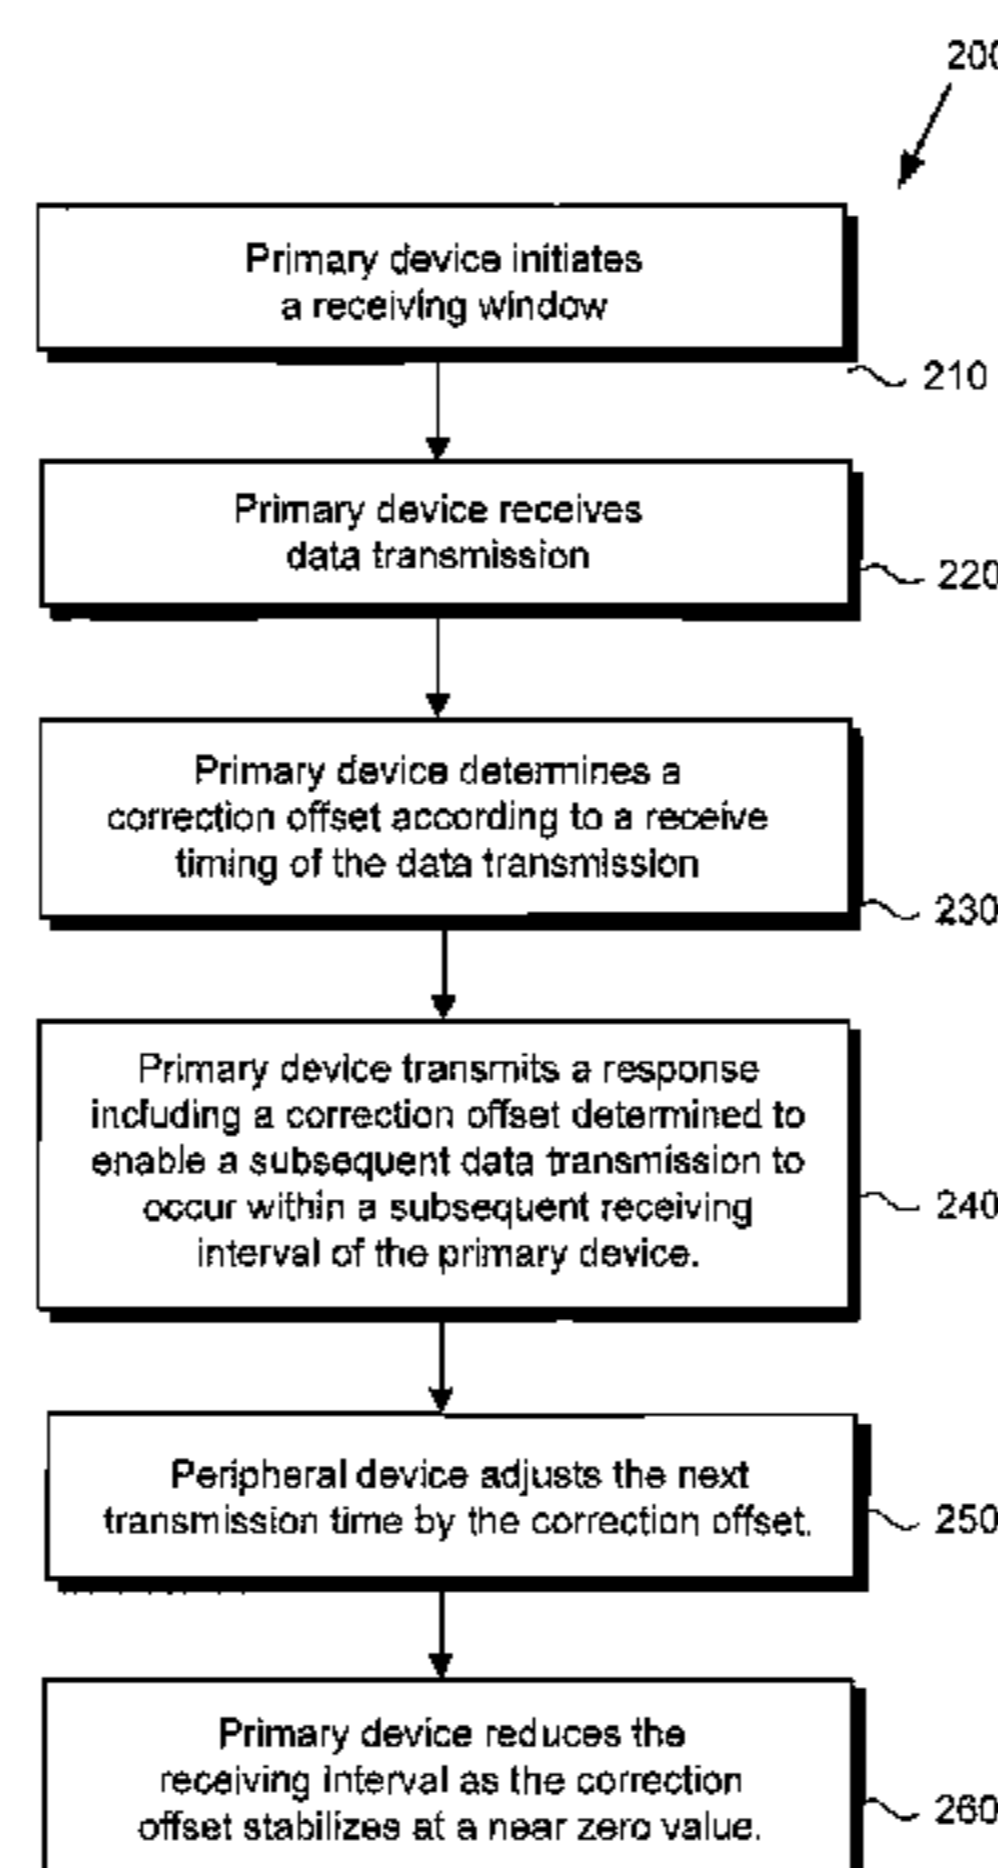 200
Primary device initiates
a receiving window
210
Primary device receives
data transmission
220
Primary device determines a
correction offset according to a receive
timing of the data transmission
230
Primary device transmits a response
including a correction offset determined to
enable a subsequent data transmission to
occur within a subsequent receiving
interval of the primary device.
240
Peripheral device adjusts the next
transmission time by the correction offset.
250
Primary device reduces the
receiving interval as the correction
offset stabilizes at a near zero value.
260